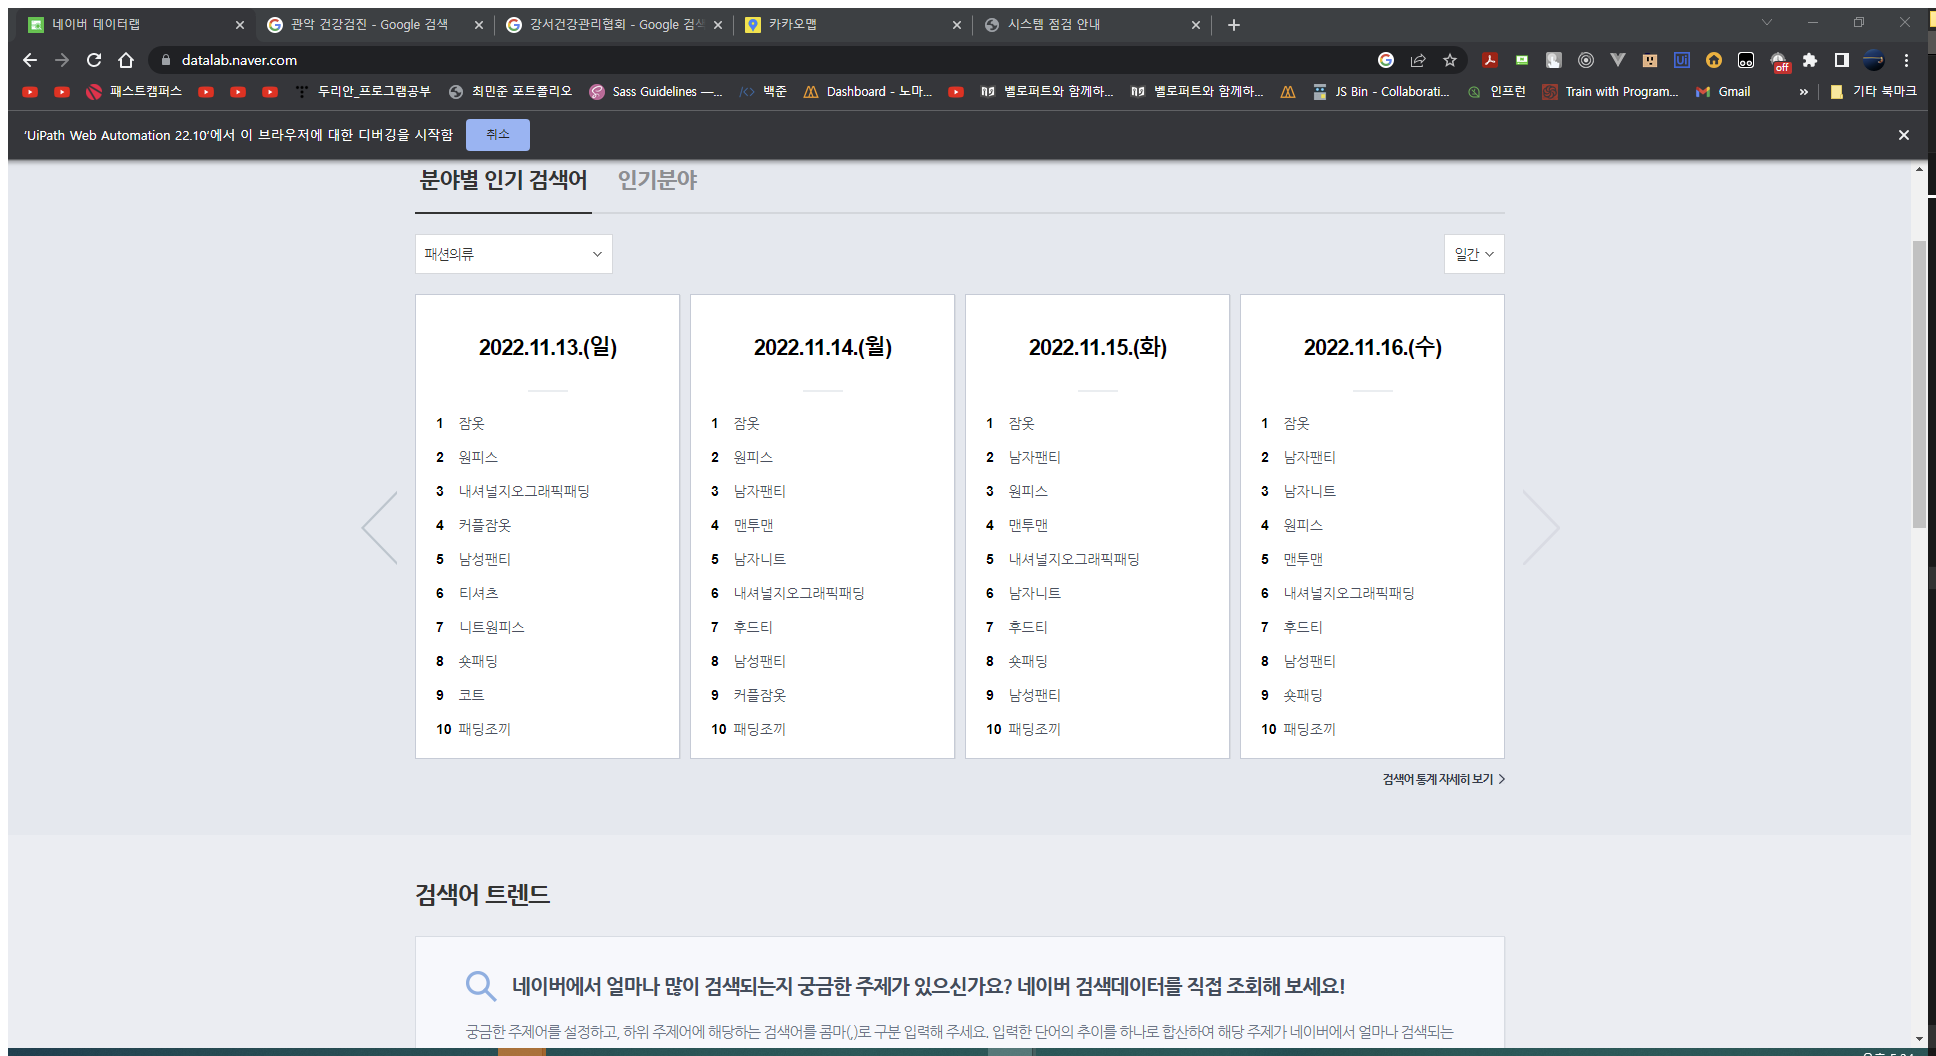 네이버 데이터랩
관악 건강검진 - Google 검색
강서건강관리협회 - Google 검색
카카오맵
시스템 점검 안내
datalab.naver.com
off
패스트캠퍼스
두리안_프로그램공부
최민준 포트폴리오
Sass Guidelines —...
백준
Dashboard - 노마...
벨로퍼트와 함께하...
벨로퍼트와 함께하...
JS Bin - Collaborati...
인프런
Train with Program...
Gmail
»
기타 북마크
'UiPath Web Automation 22.10'에서 이 브라우저에 대한 디버깅을 시작함
취소
분야별 인기 검색어
인기분야
패션의류
일간
2022.11.13.(일)
1 잠옷
2 원피스
3 내셔널지오그래픽패딩
4 커플잠옷
5 남성팬티
6 티셔츠
7 니트원피스
8 숏패딩
9 코트
10 패딩조끼
2022.11.14.(월)
1 잠옷
2 원피스
3 남자팬티
4 맨투맨
5 남자니트
6 내셔널지오그래픽패딩
7 후드티
8 남성팬티
9 커플잠옷
10 패딩조끼
2022.11.15.(화)
1 잠옷
2 남자팬티
3 원피스
4 맨투맨
5 내셔널지오그래픽패딩
6 남자니트
7 후드티
8 숏패딩
9 남성팬티
10 패딩조끼
2022.11.16.(수)
1 잠옷
2 남자팬티
3 남자니트
4 원피스
5 맨투맨
6 내셔널지오그래픽패딩
7 후드티
8 남성팬티
9 숏패딩
10 패딩조끼
검색어 통계 자세히 보기
검색어 트렌드
네이버에서 얼마나 많이 검색되는지 궁금한 주제가 있으신가요? 네이버 검색데이터를 직접 조회해 보세요!
궁금한 주제어를 설정하고, 하위 주제어에 해당하는 검색어를 콤마(,)로 구분 입력해 주세요. 입력한 단어의 추이를 하나로 합산하여 해당 주제가 네이버에서 얼마나 검색되는